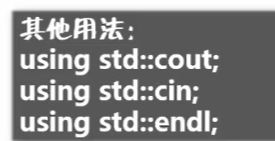 其他用法：
using std::cout;
using std::cin;
using std::endl;